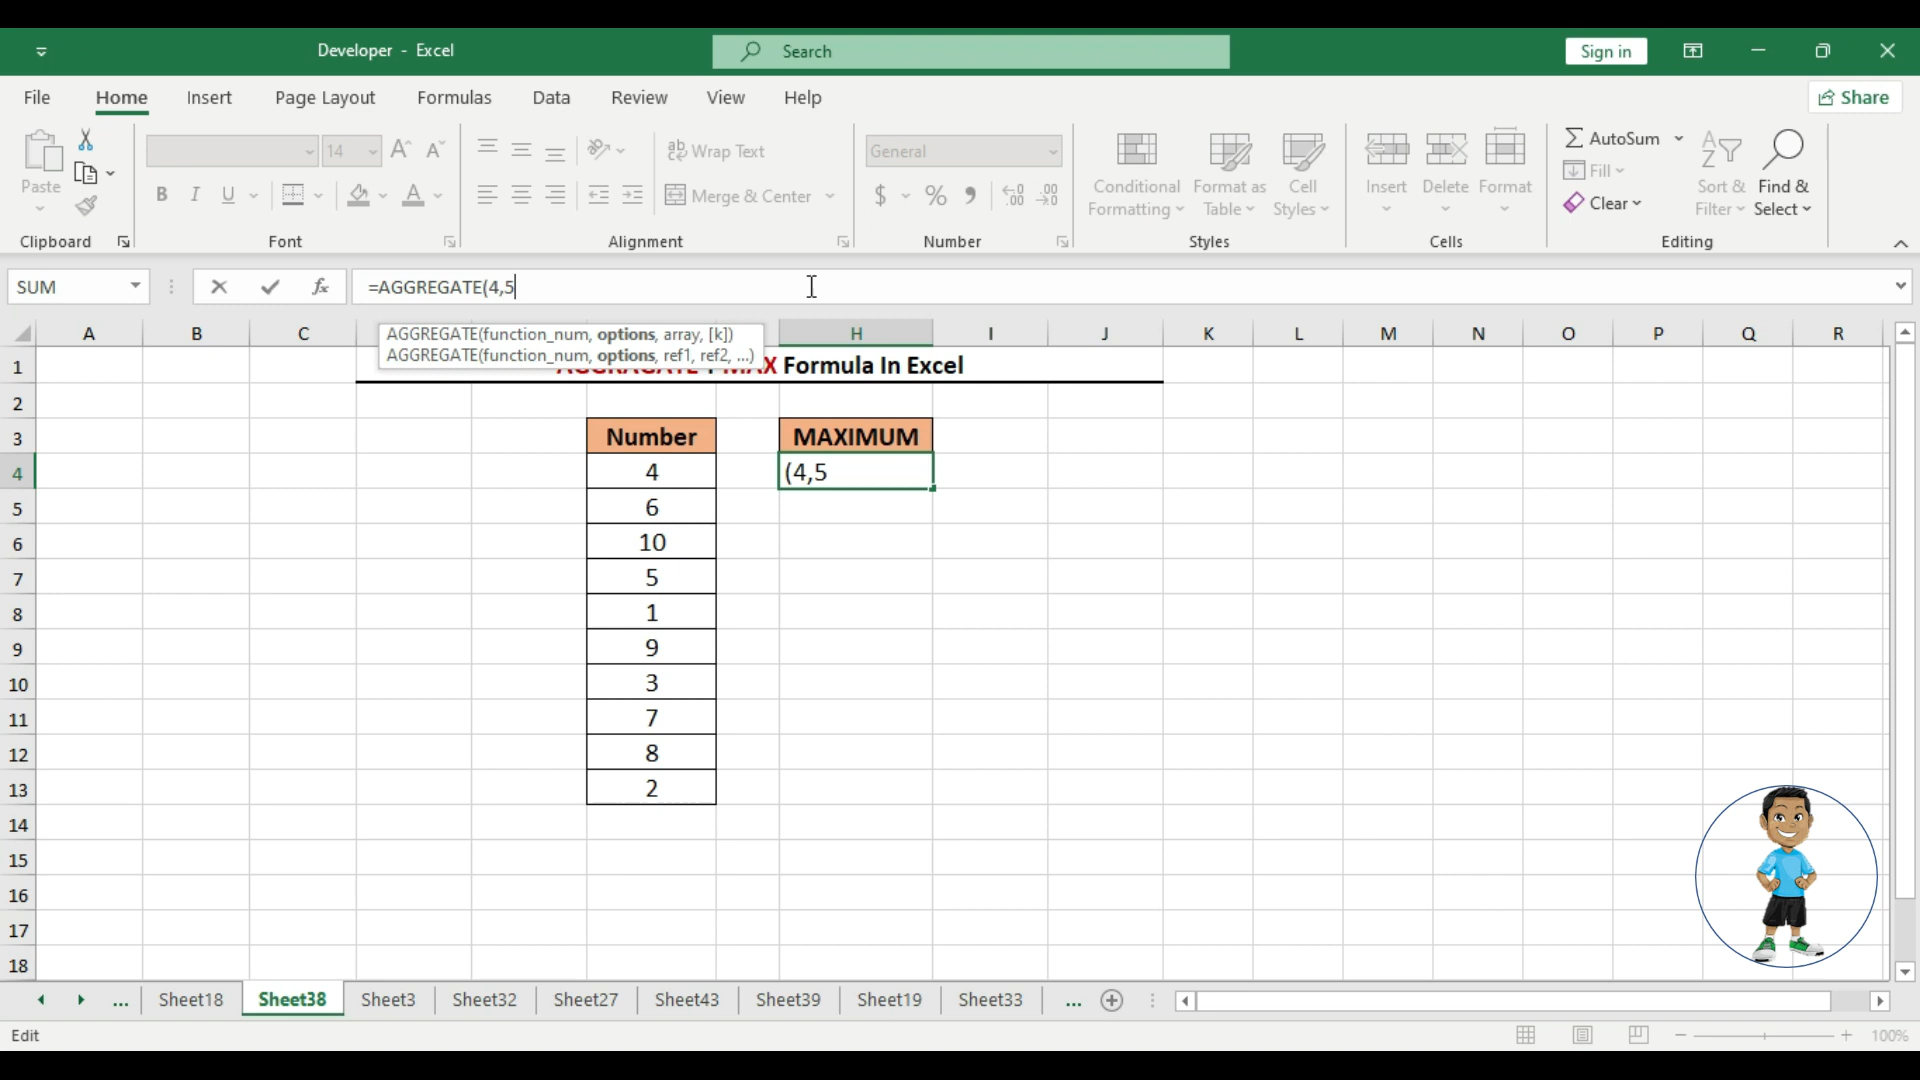 Developer - Excel
Search
Sign in
File Home Insert Page Layout Formulas Data Review View Help
Share
Paste
14
General
Wrap Text
Merge & Center
Conditional Formatting
Format as Table
Cell Styles
Insert
Delete
Format
AutoSum
Fill
Clear
Sort & Filter
Find & Select
Clipboard Font Alignment Number Styles Cells Editing
SUM
fx
=AGGREGATE(4,5
A B C H I J K L M N O P Q R
AGGREGATE(function_num, options, array, [k])
AGGREGATE(function_num, options, ref1, ref2, ...)
1 Formula In Excel
2
3 Number MAXIMUM
4 4 (4,5
5 6
6 10
7 5
8 1
9 9
10 3
11 7
12 8
13 2
14
15
16
17
18
... Sheet18 Sheet38 Sheet3 Sheet32 Sheet27 Sheet43 Sheet39 Sheet19 Sheet33 ...
Edit
100%